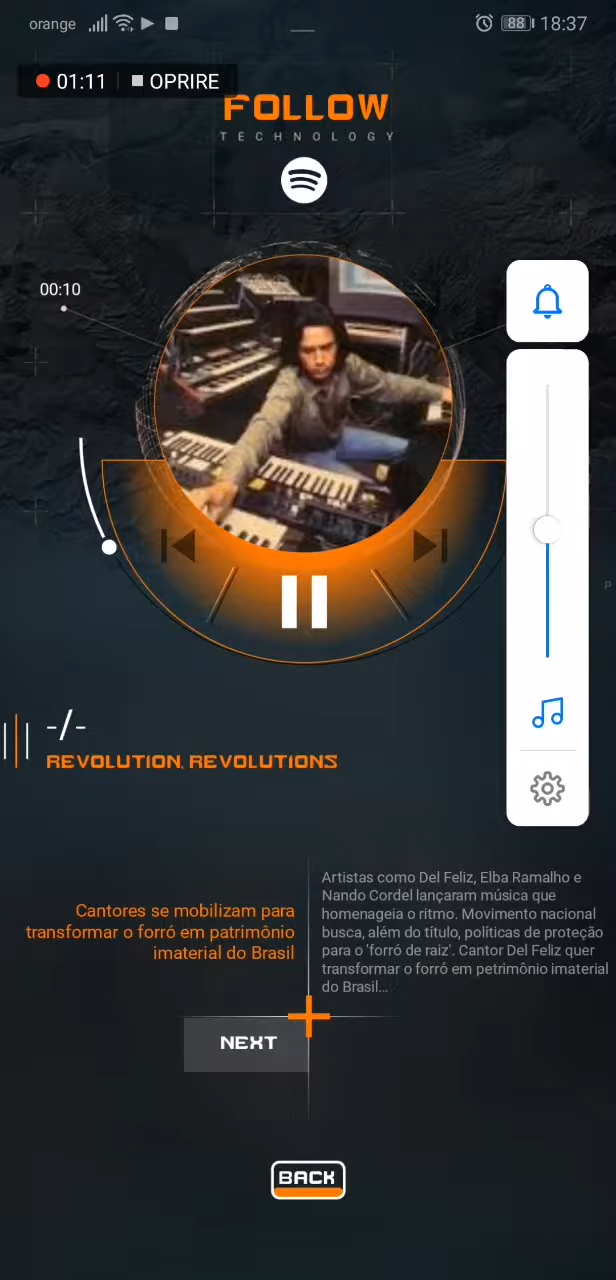 orange
88
18:37
01:11
OPRIRE
FOLLOW
TECHNOLOGY
00:10
P
-/-
REVOLUTION, REVOLUTIONS
Cantores se mobilizam para
transformar o forró em patrimônio
imaterial do Brasil
Artistas como Del Feliz, Elba Ramalho e
Nando Cordel lançaram música que
homenageia o ritmo. Movimento nacional
busca, além do título, políticas de proteção
para o 'forró de raiz'. Cantor Del Feliz quer
transformar o forró em petrimônio imaterial
do Brasil...
NEXT
BACK